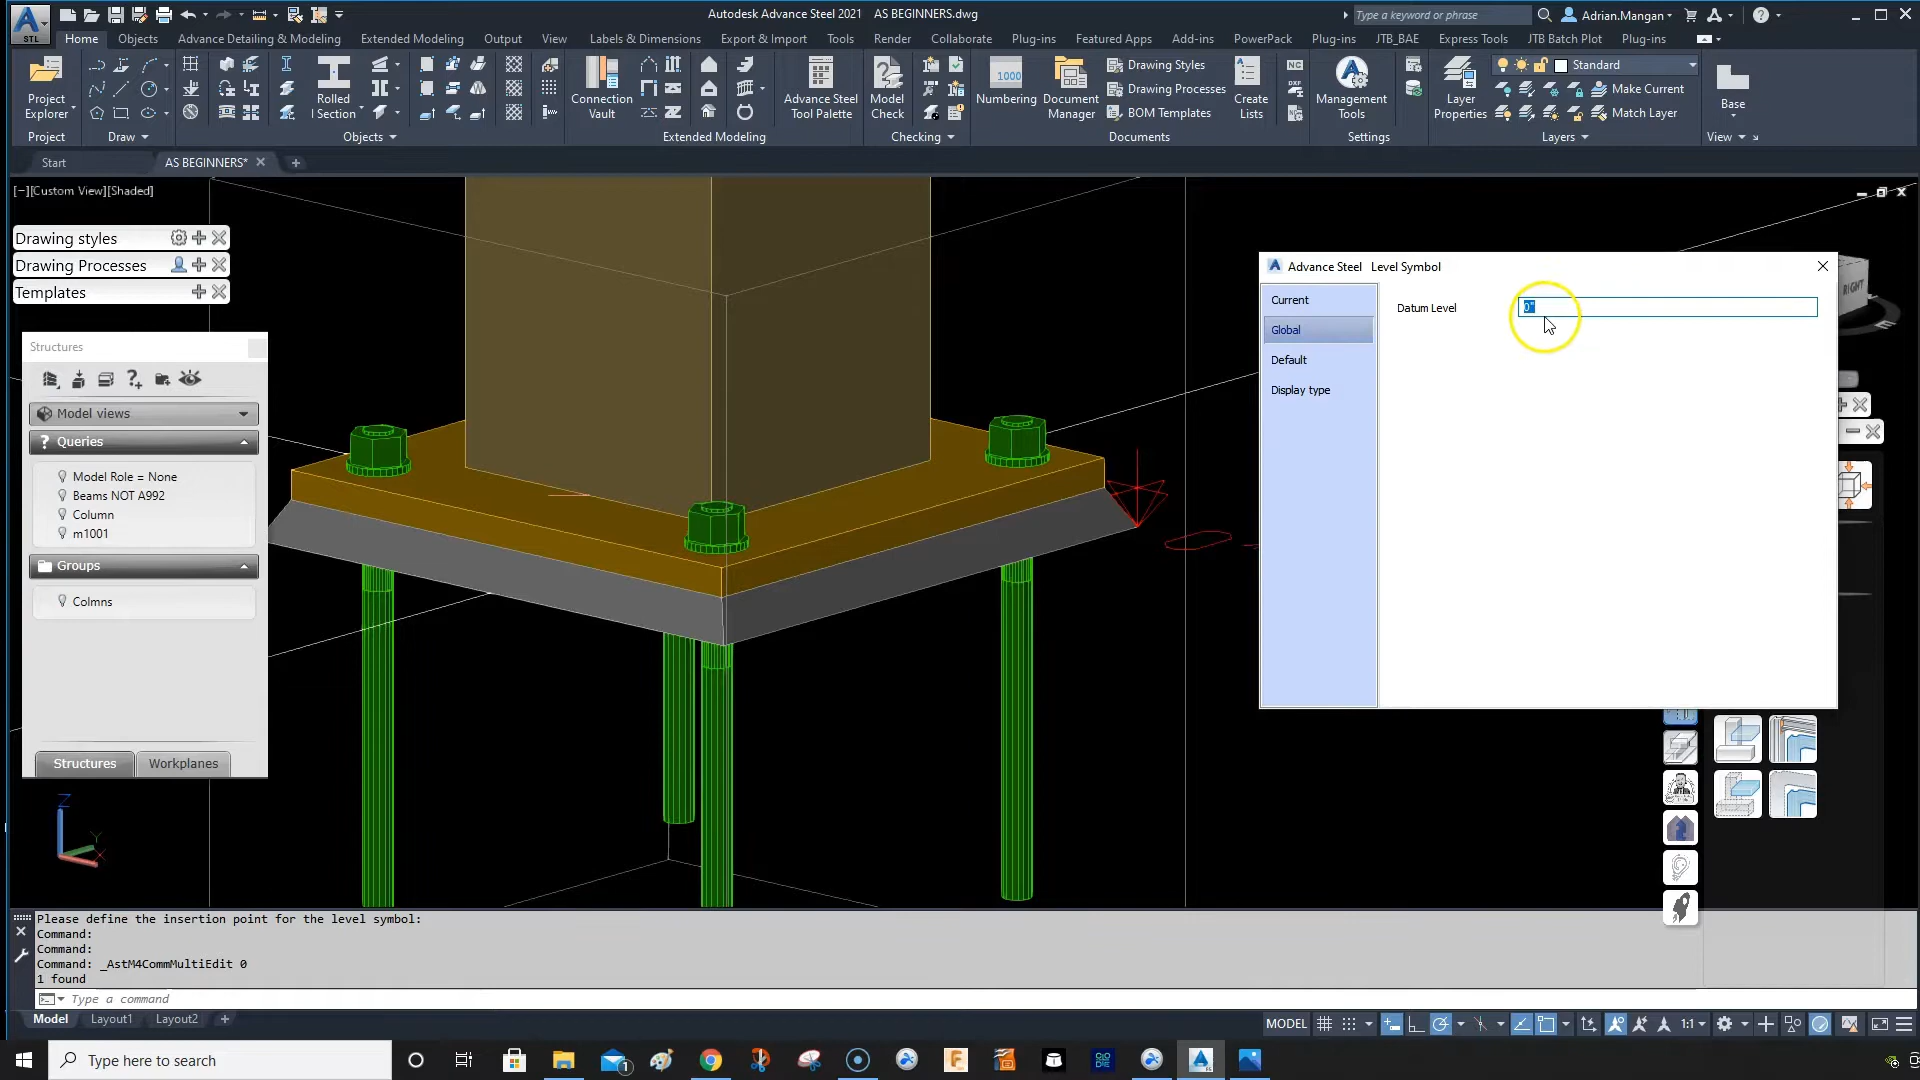 Autodesk Advance Steel 2021 AS BEGINNERS.dwg
Type a keyword or phrase
Adrian.Mangan
STL
Home Objects Advance Detailing & Modeling Extended Modeling Output View Labels & Dimensions Export & Import Tools Render Collaborate Plug-ins Featured Apps Add-ins PowerPack Plug-ins JTB_BAE Express Tools JTB Batch Plot Plug-ins
Project Explorer
Rolled I Section
Connection Vault
Advance Steel Tool Palette
Model Check
1000
Numbering
Document Manager
Drawing Styles
Drawing Processes
BOM Templates
Create Lists
NC
DXF
Management Tools
Layer Properties
Standard
Make Current
Match Layer
Base
Project Draw Objects Extended Modeling Checking Documents Settings Layers View
Start AS BEGINNERS*
[−][Custom View][Shaded]
Drawing styles
Drawing Processes
Templates
Structures
Model views
? Queries
Model Role = None
Beams NOT A992
Column
m1001
Groups
Colmns
Structures Workplanes
Z
Y
X
Advance Steel Level Symbol
Current
Global
Default
Display type
Datum Level 0"
RIGHT
Please define the insertion point for the level symbol:
Command:
Command:
Command: _AstM4CommMultiEdit 0
1 found
Type a command
Model Layout1 Layout2 +
MODEL 1:1
Type here to search